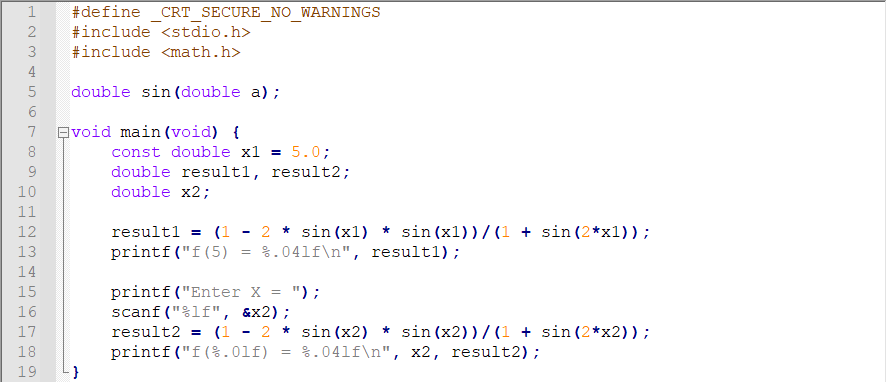 1 #define _CRT_SECURE_NO_WARNINGS
2 #include <stdio.h>
3 #include <math.h>
4
5 double sin(double a);
6
7 void main(void) {
8 const double x1 = 5.0;
9 double result1, result2;
10 double x2;
11
12 result1 = (1 - 2 * sin(x1) * sin(x1))/(1 + sin(2*x1));
13 printf("f(5) = %.04lf\n", result1);
14
15 printf("Enter X = ");
16 scanf("%lf", &x2);
17 result2 = (1 - 2 * sin(x2) * sin(x2))/(1 + sin(2*x2));
18 printf("f(%.0lf) = %.04lf\n", x2, result2);
19 }